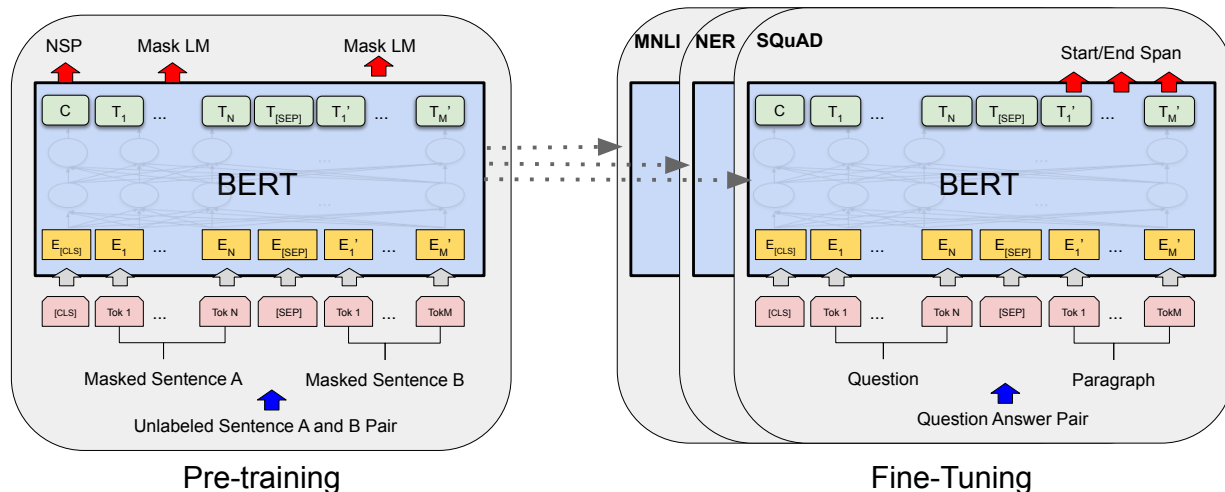 NSP Mask LM Mask LM
C T1 ... TN T[SEP] T1' ... TM'
...
BERT
...
E[CLS] E1 ... EN E[SEP] E1' ... EM'
[CLS] Tok 1 ... Tok N [SEP] Tok 1 ... TokM
Masked Sentence A Masked Sentence B
Unlabeled Sentence A and B Pair
Pre-training
MNLI NER SQuAD
Start/End Span
C T1 ... TN T[SEP] T1' ... TM'
...
BERT
...
E[CLS] E1 ... EN E[SEP] E1' ... EM'
[CLS] Tok 1 ... Tok N [SEP] Tok 1 ... TokM
Question Paragraph
Question Answer Pair
Fine-Tuning